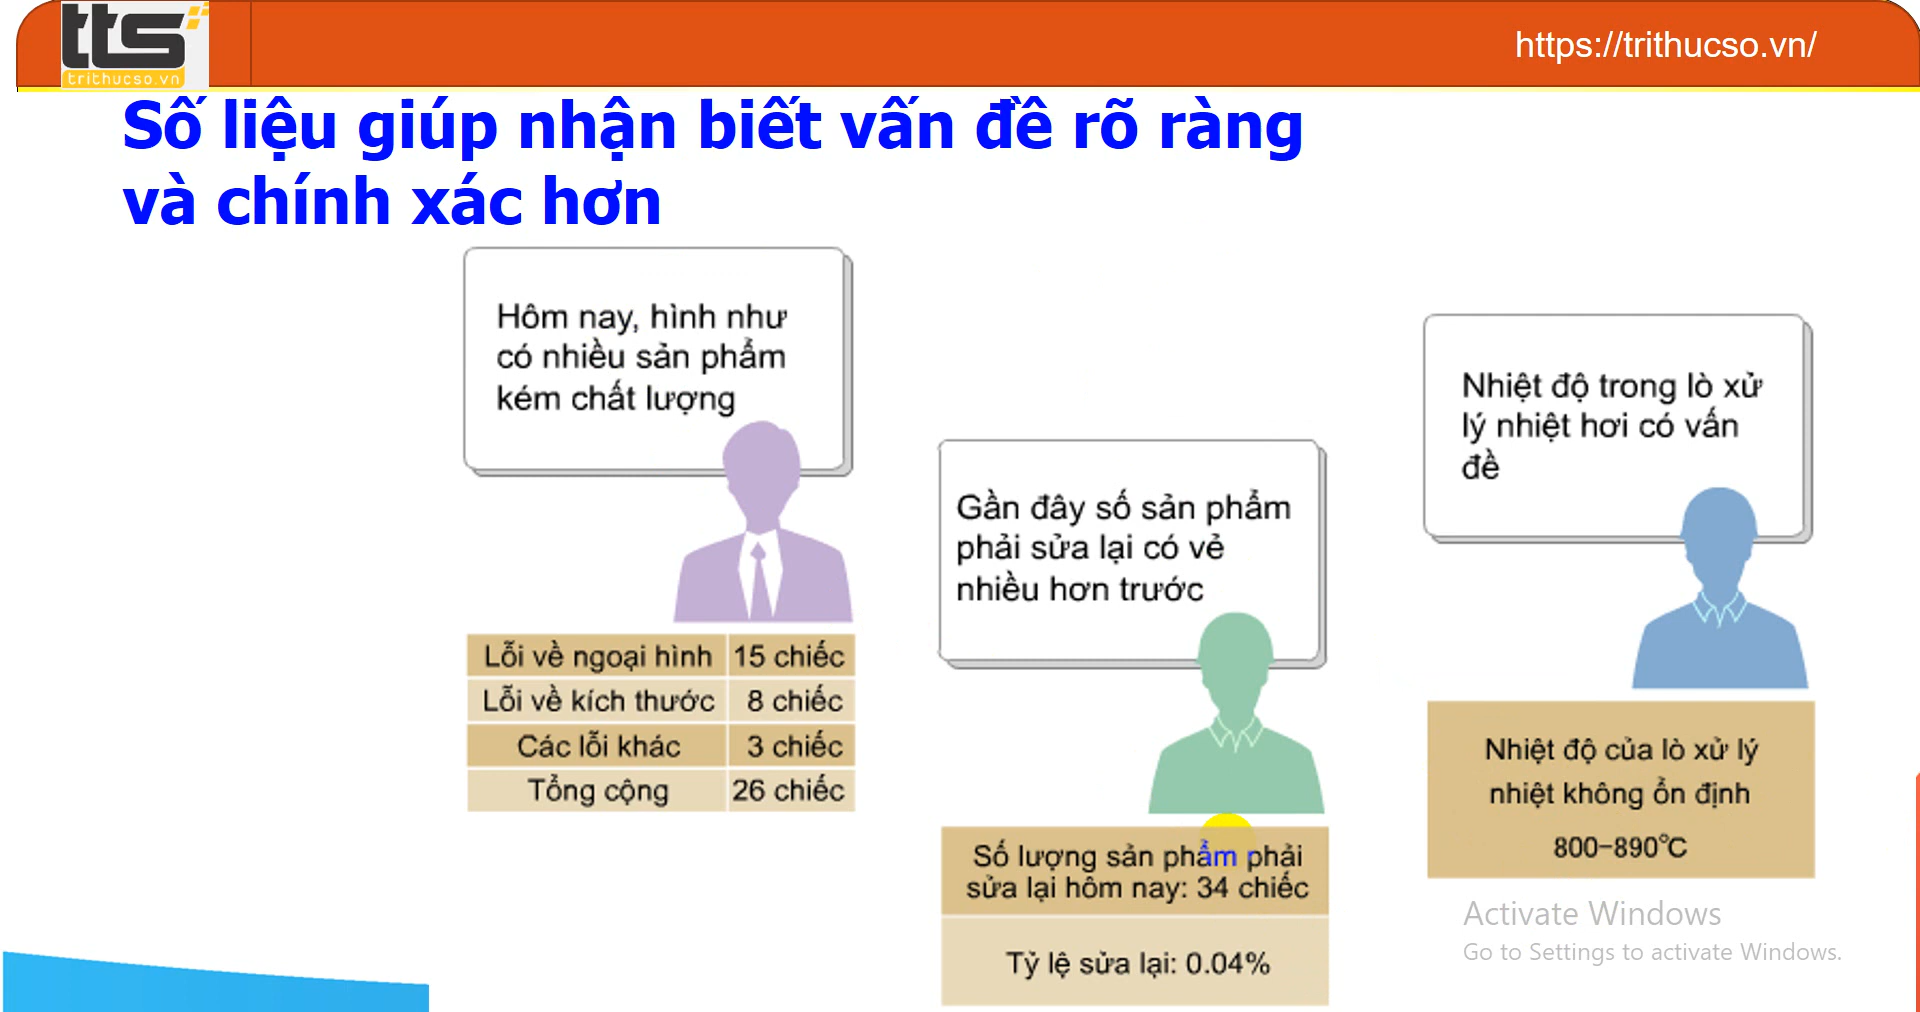 tts
trithucso.vn
https://trithucso.vn/
Số liệu giúp nhận biết vấn đề rõ ràng
và chính xác hơn
Hôm nay, hình như
có nhiều sản phẩm
kém chất lượng
Lỗi về ngoại hình 15 chiếc
Lỗi về kích thước 8 chiếc
Các lỗi khác 3 chiếc
Tổng cộng 26 chiếc
Gần đây số sản phẩm
phải sửa lại có vẻ
nhiều hơn trước
Số lượng sản phẩm phải
sửa lại hôm nay: 34 chiếc
Tỷ lệ sửa lại: 0.04%
Nhiệt độ trong lò xử
lý nhiệt hơi có vấn
đề
Nhiệt độ của lò xử lý
nhiệt không ổn định
800-890℃
Activate Windows
Go to Settings to activate Windows.